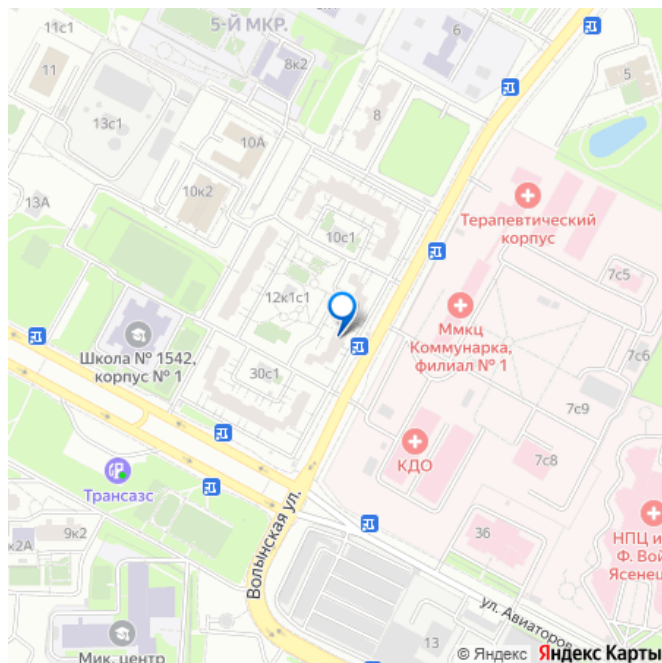 11с1
5-Й МКР.
6
11
8к2
5
13с1
8
10А
10к2
13А
Терапевтический
корпус
10с1
7с5
12к1с1
Ммкц
Коммунарка,
филиал № 1
Школа № 1542,
корпус № 1
7с6
30с1
7с9
КДО
7с8
Трансазс
Волынская ул.
36
9к2
к2А
НПЦ и
Ф. Вой
Ясенец
ул. Авиаторов
13
Мик. центр
© Яндекс Яндекс Карты